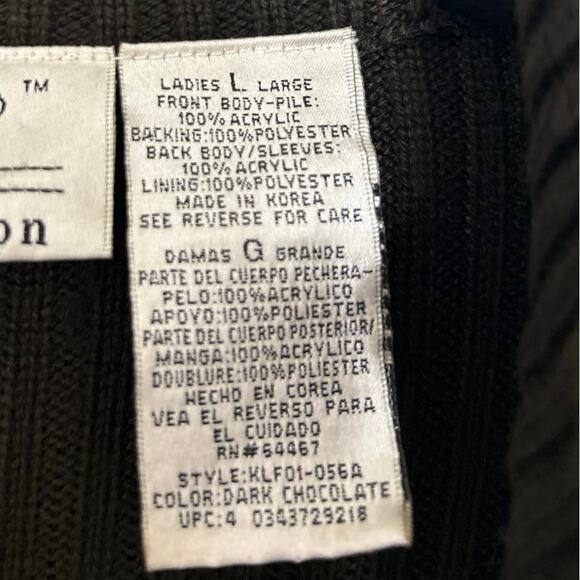 ™
on
LADIES L LARGE
FRONT BODY-PILE:
100% ACRYLIC
BACKING:100%POLYESTER
BACK BODY/SLEEVES:
100% ACRYLIC
LINING:100%POLYESTER
MADE IN KOREA
SEE REVERSE FOR CARE
DAMAS G GRANDE
PARTE DEL CUERPO PECHERA-
PELO:100%ACRYLICO
APOYO:100%POLIESTER
PARTE DEL CUERPO POSTERIOR/
MANGA:100%ACRYLICO
DOUBLURE:100%POLIESTER
HECHO EN COREA
VEA EL REVERSO PARA
EL CUIDADO
RN#64467
STYLE:KLF01-056A
COLOR:DARK CHOCOLATE
UPC:4 0343729218